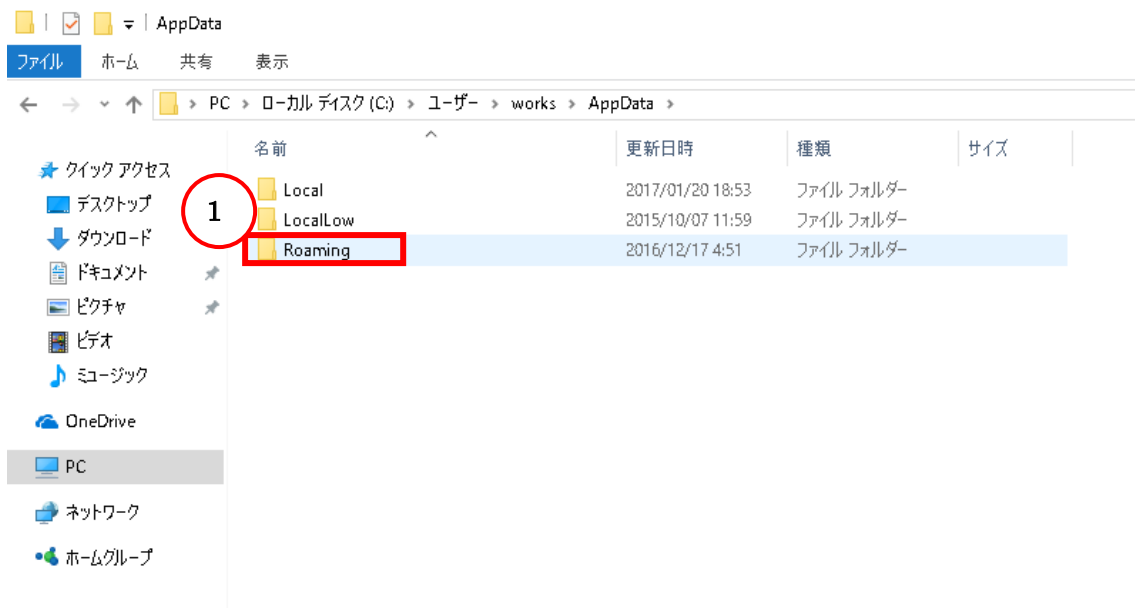 AppData
ファイル ホーム 共有 表示
PC › ローカル ディスク (C:) › ユーザー › works › AppData ›
名前 更新日時 種類 サイズ
クイック アクセス
デスクトップ
ダウンロード
ドキュメント
ピクチャ
ビデオ
ミュージック
OneDrive
PC
ネットワーク
ホームグループ
1
Local 2017/01/20 18:53 ファイル フォルダー
LocalLow 2015/10/07 11:59 ファイル フォルダー
Roaming 2016/12/17 4:51 ファイル フォルダー